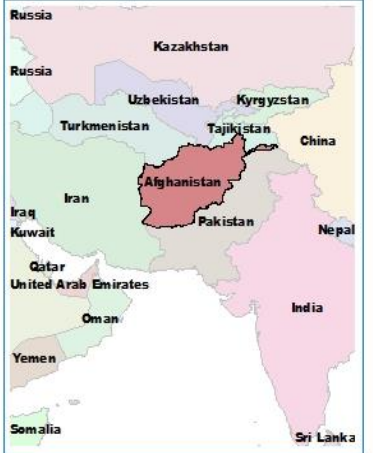 Russia
Kazakhstan
Russia
Uzbekistan
Kyrgyzstan
Turkmenistan
Tajikistan
China
Afghanistan
Iran
Pakistan
Iraq
Kuwait
Nepal
Qatar
United Arab Emirates
India
Oman
Yemen
Somalia
Sri Lanka